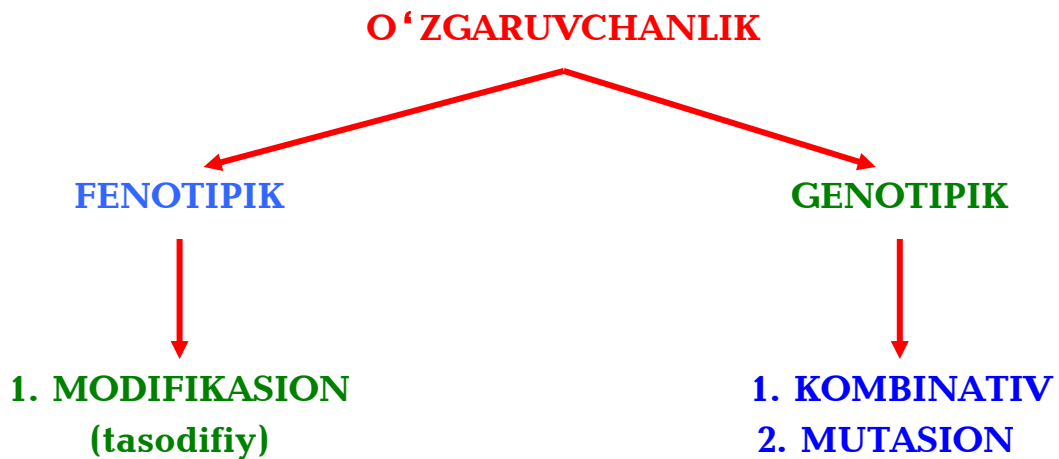 O‘ZGARUVCHANLIK
FENOTIPIK
GENOTIPIK
1. MODIFIKASION
(tasodifiy)
1. KOMBINATIV
2. MUTASION